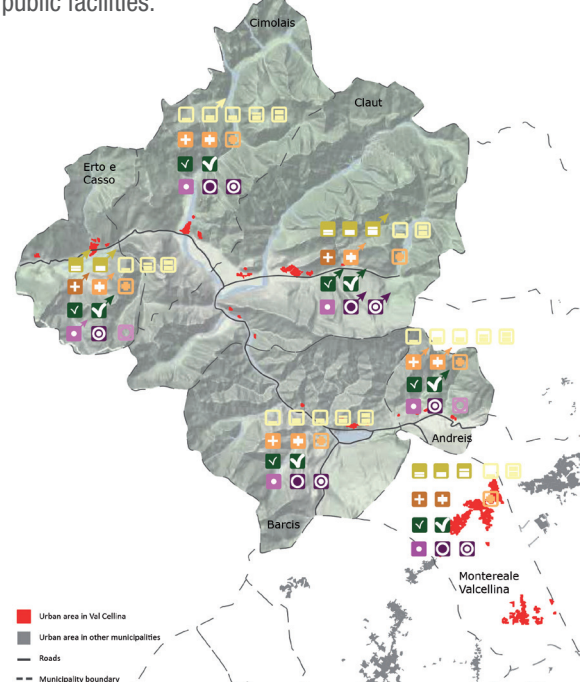 public facilities.
Cimolais
Claut
Erto e
Casso
Andreis
Barcis
Montereale
Valcellina
Urban area in Val Cellina
Urban area in other municipalities
Roads
Municipality boundary